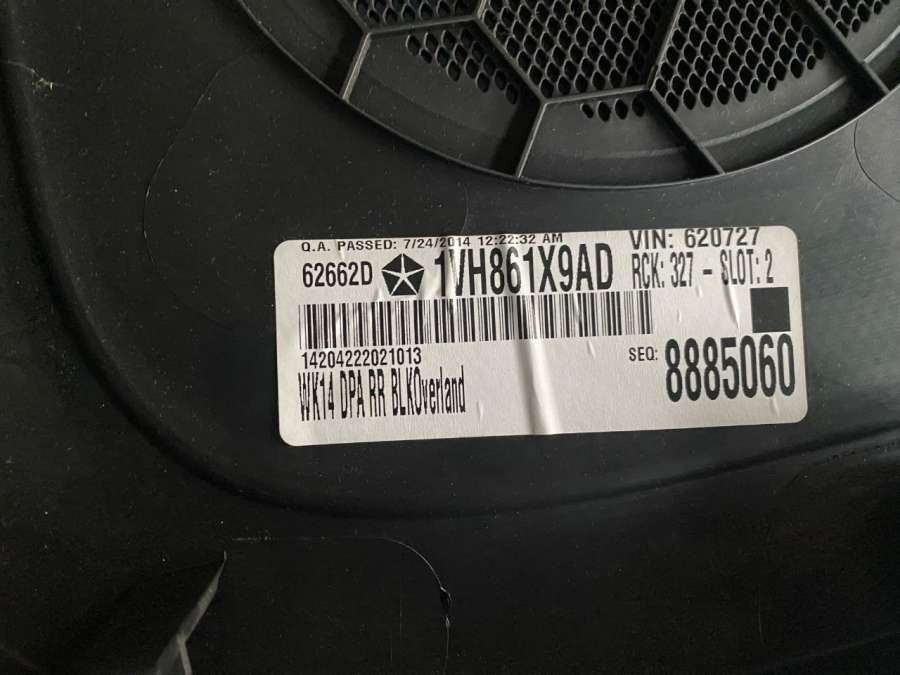 Q.A. PASSED: 7/24/2014 12:22:32 AM VIN: 620727
62662D 1VH861X9AD RCK: 327 - SLOT: 2
14204222021013 SEQ: 8885060
WK14 DPA RR BLKOverland